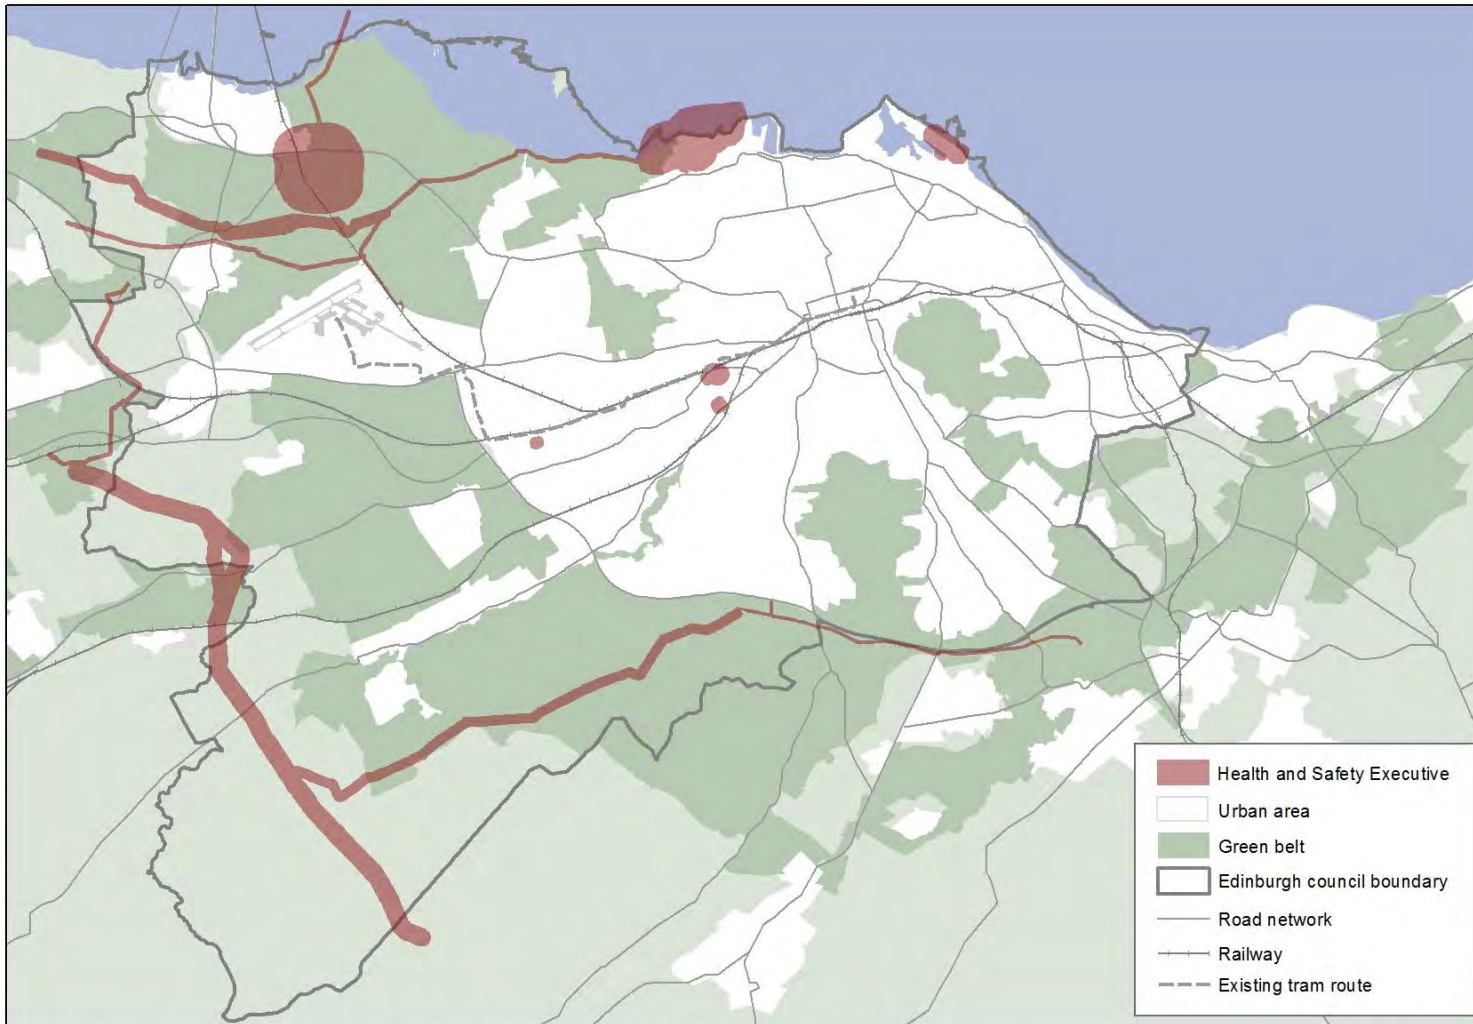 Health and Safety Executive
Urban area
Green belt
Edinburgh council boundary
Road network
Railway
Existing tram route